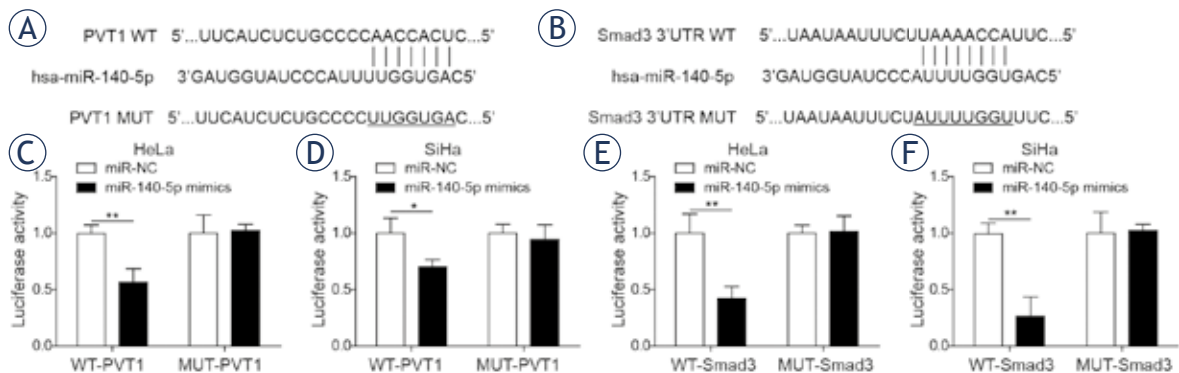 A
PVT1 WT 5'...UUCAUCUCUGCCCCAACCACUC...5'
hsa-miR-140-5p 3'GAUGGUAUCCCAUUUUGGUGAC5'
PVT1 MUT 5'...UUCAUCUCUGCCCCUUGGUGAC...5'
B
Smad3 3'UTR WT 5'...UAAUAAUUUCUUAAAACCAUUC...5'
hsa-miR-140-5p 3'GAUGGUAUCCCAUUUUGGUGAC5'
Smad3 3'UTR MUT 5'...UAAUAAUUUCUAUUUUGGUUUC...5'
C
HeLa
miR-NC
miR-140-5p mimics
Luciferase activity
1.5
1.0
0.5
0.0
**
WT-PVT1 MUT-PVT1
D
SiHa
miR-NC
miR-140-5p mimics
Luciferase activity
1.5
1.0
0.5
0.0
*
WT-PVT1 MUT-PVT1
E
HeLa
miR-NC
miR-140-5p mimics
Luciferase activity
1.5
1.0
0.5
0.0
**
WT-Smad3 MUT-Smad3
F
SiHa
miR-NC
miR-140-5p mimics
Luciferase activity
1.5
1.0
0.5
0.0
**
WT-Smad3 MUT-Smad3